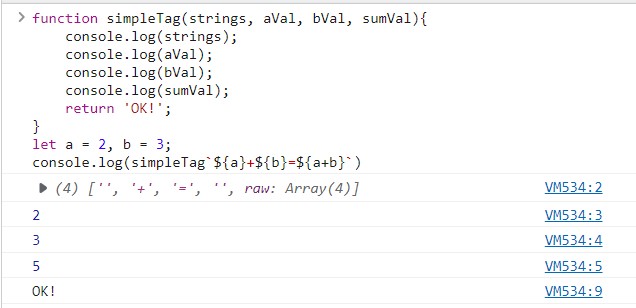 > function simpleTag(strings, aVal, bVal, sumVal){
console.log(strings);
console.log(aVal);
console.log(bVal);
console.log(sumVal);
return 'OK!';
}
let a = 2, b = 3;
console.log(simpleTag`${a}+${b}=${a+b}`)
▶ (4) ['', '+', '=', '', raw: Array(4)] VM534:2
2 VM534:3
3 VM534:4
5 VM534:5
OK! VM534:9